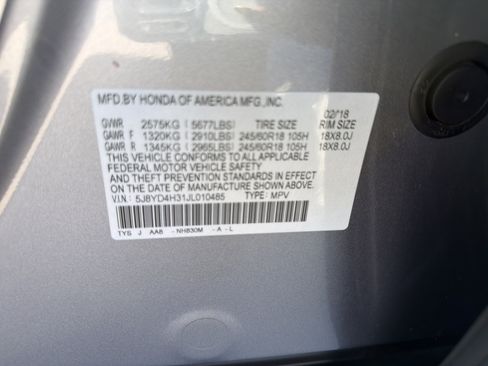 MFD.BY HONDA OF AMERICA MFG.,INC.
02/'18
GVWR 2575KG (5677LBS) TIRE SIZE RIM SIZE
GAWR F 1320KG (2910LBS) 245/60R18 105H 18X8.0J
GAWR R 1345KG (2965LBS) 245/60R18 105H 18X8.0J
THIS VEHICLE CONFORMS TO ALL APPLICABLE
FEDERAL MOTOR VEHICLE SAFETY
AND THEFT PREVENTION STANDARDS IN EFFECT
ON THE DATE OF MANUFACTURE SHOWN ABOVE.
V.I.N.: 5J8YD4H31JL010485 TYPE: MPV
TYS J AA8 - NH830M - A - L